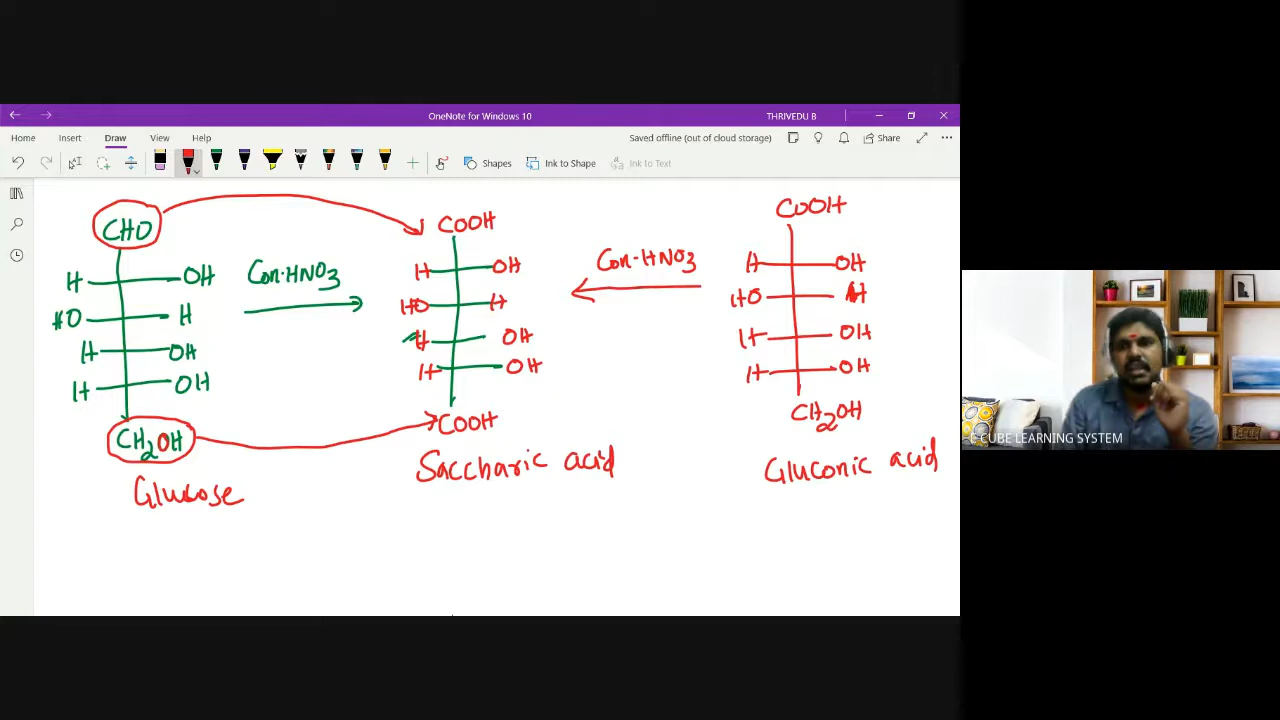 OneNote for Windows 10
THRIVEDU B
Home Insert Draw View Help
Saved offline (out of cloud storage)
Share
Shapes
Ink to Shape
Ink to Text
CHO
H OH
HO H
H OH
H OH
CH2OH
Glucose
Con·HNO3
COOH
H OH
HO H
H OH
H OH
COOH
Saccharic acid
Con·HNO3
COOH
H OH
HO H
H OH
H OH
CH2OH
Gluconic acid
C CUBE LEARNING SYSTEM